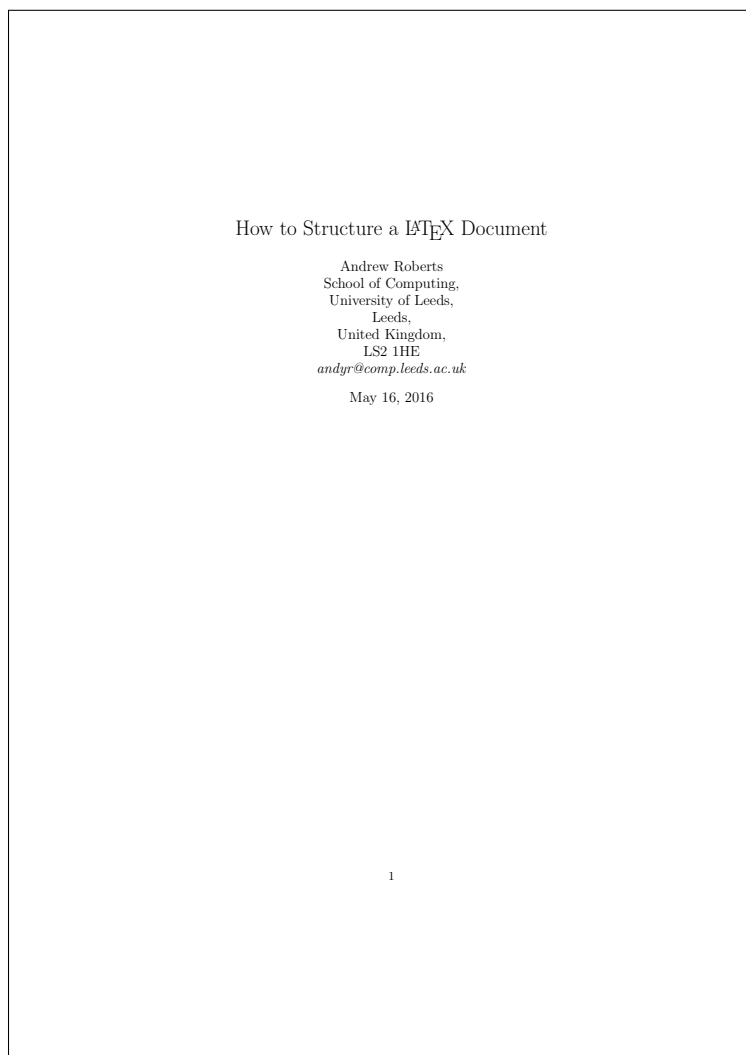 How to Structure a LATEX Document
Andrew Roberts
School of Computing,
University of Leeds,
Leeds,
United Kingdom,
LS2 1HE
andyr@comp.leeds.ac.uk
May 16, 2016
1